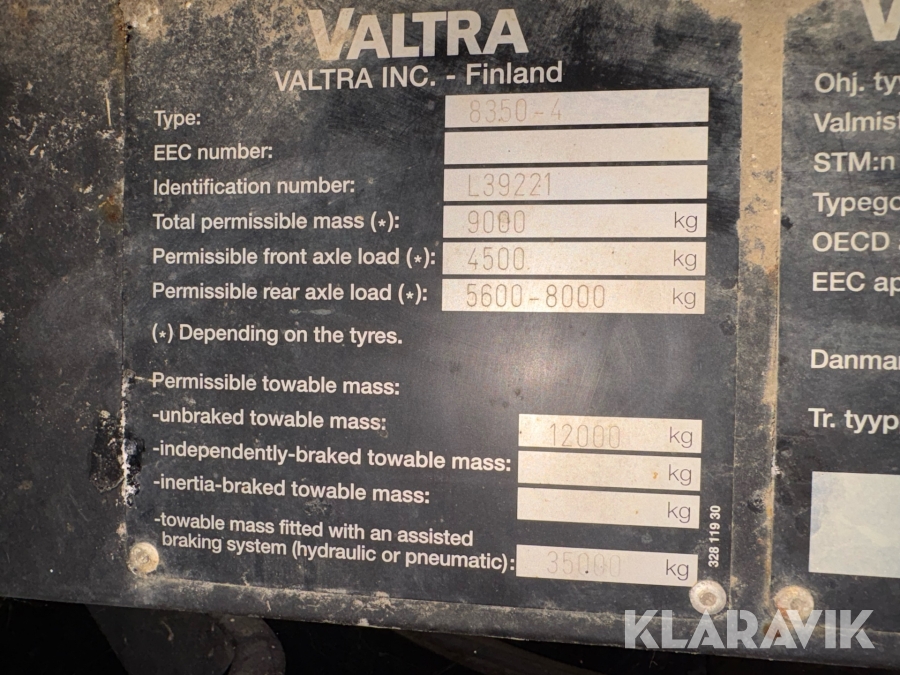 VALTRA
VALTRA INC. - Finland
Type: 8350-4
EEC number:
Identification number: L39221
Total permissible mass (*): 9000 kg
Permissible front axle load (*): 4500 kg
Permissible rear axle load (*): 5600-8000 kg
(*) Depending on the tyres.
Permissible towable mass:
-unbraked towable mass: 12000 kg
-independently-braked towable mass: kg
-inertia-braked towable mass: kg
-towable mass fitted with an assisted
braking system (hydraulic or pneumatic): 35000 kg
328 119 30
V
Ohj. ty
Valmist
STM:n
Typego
OECD
EEC ap
Danmar
Tr. tyyp
KLARAVIK